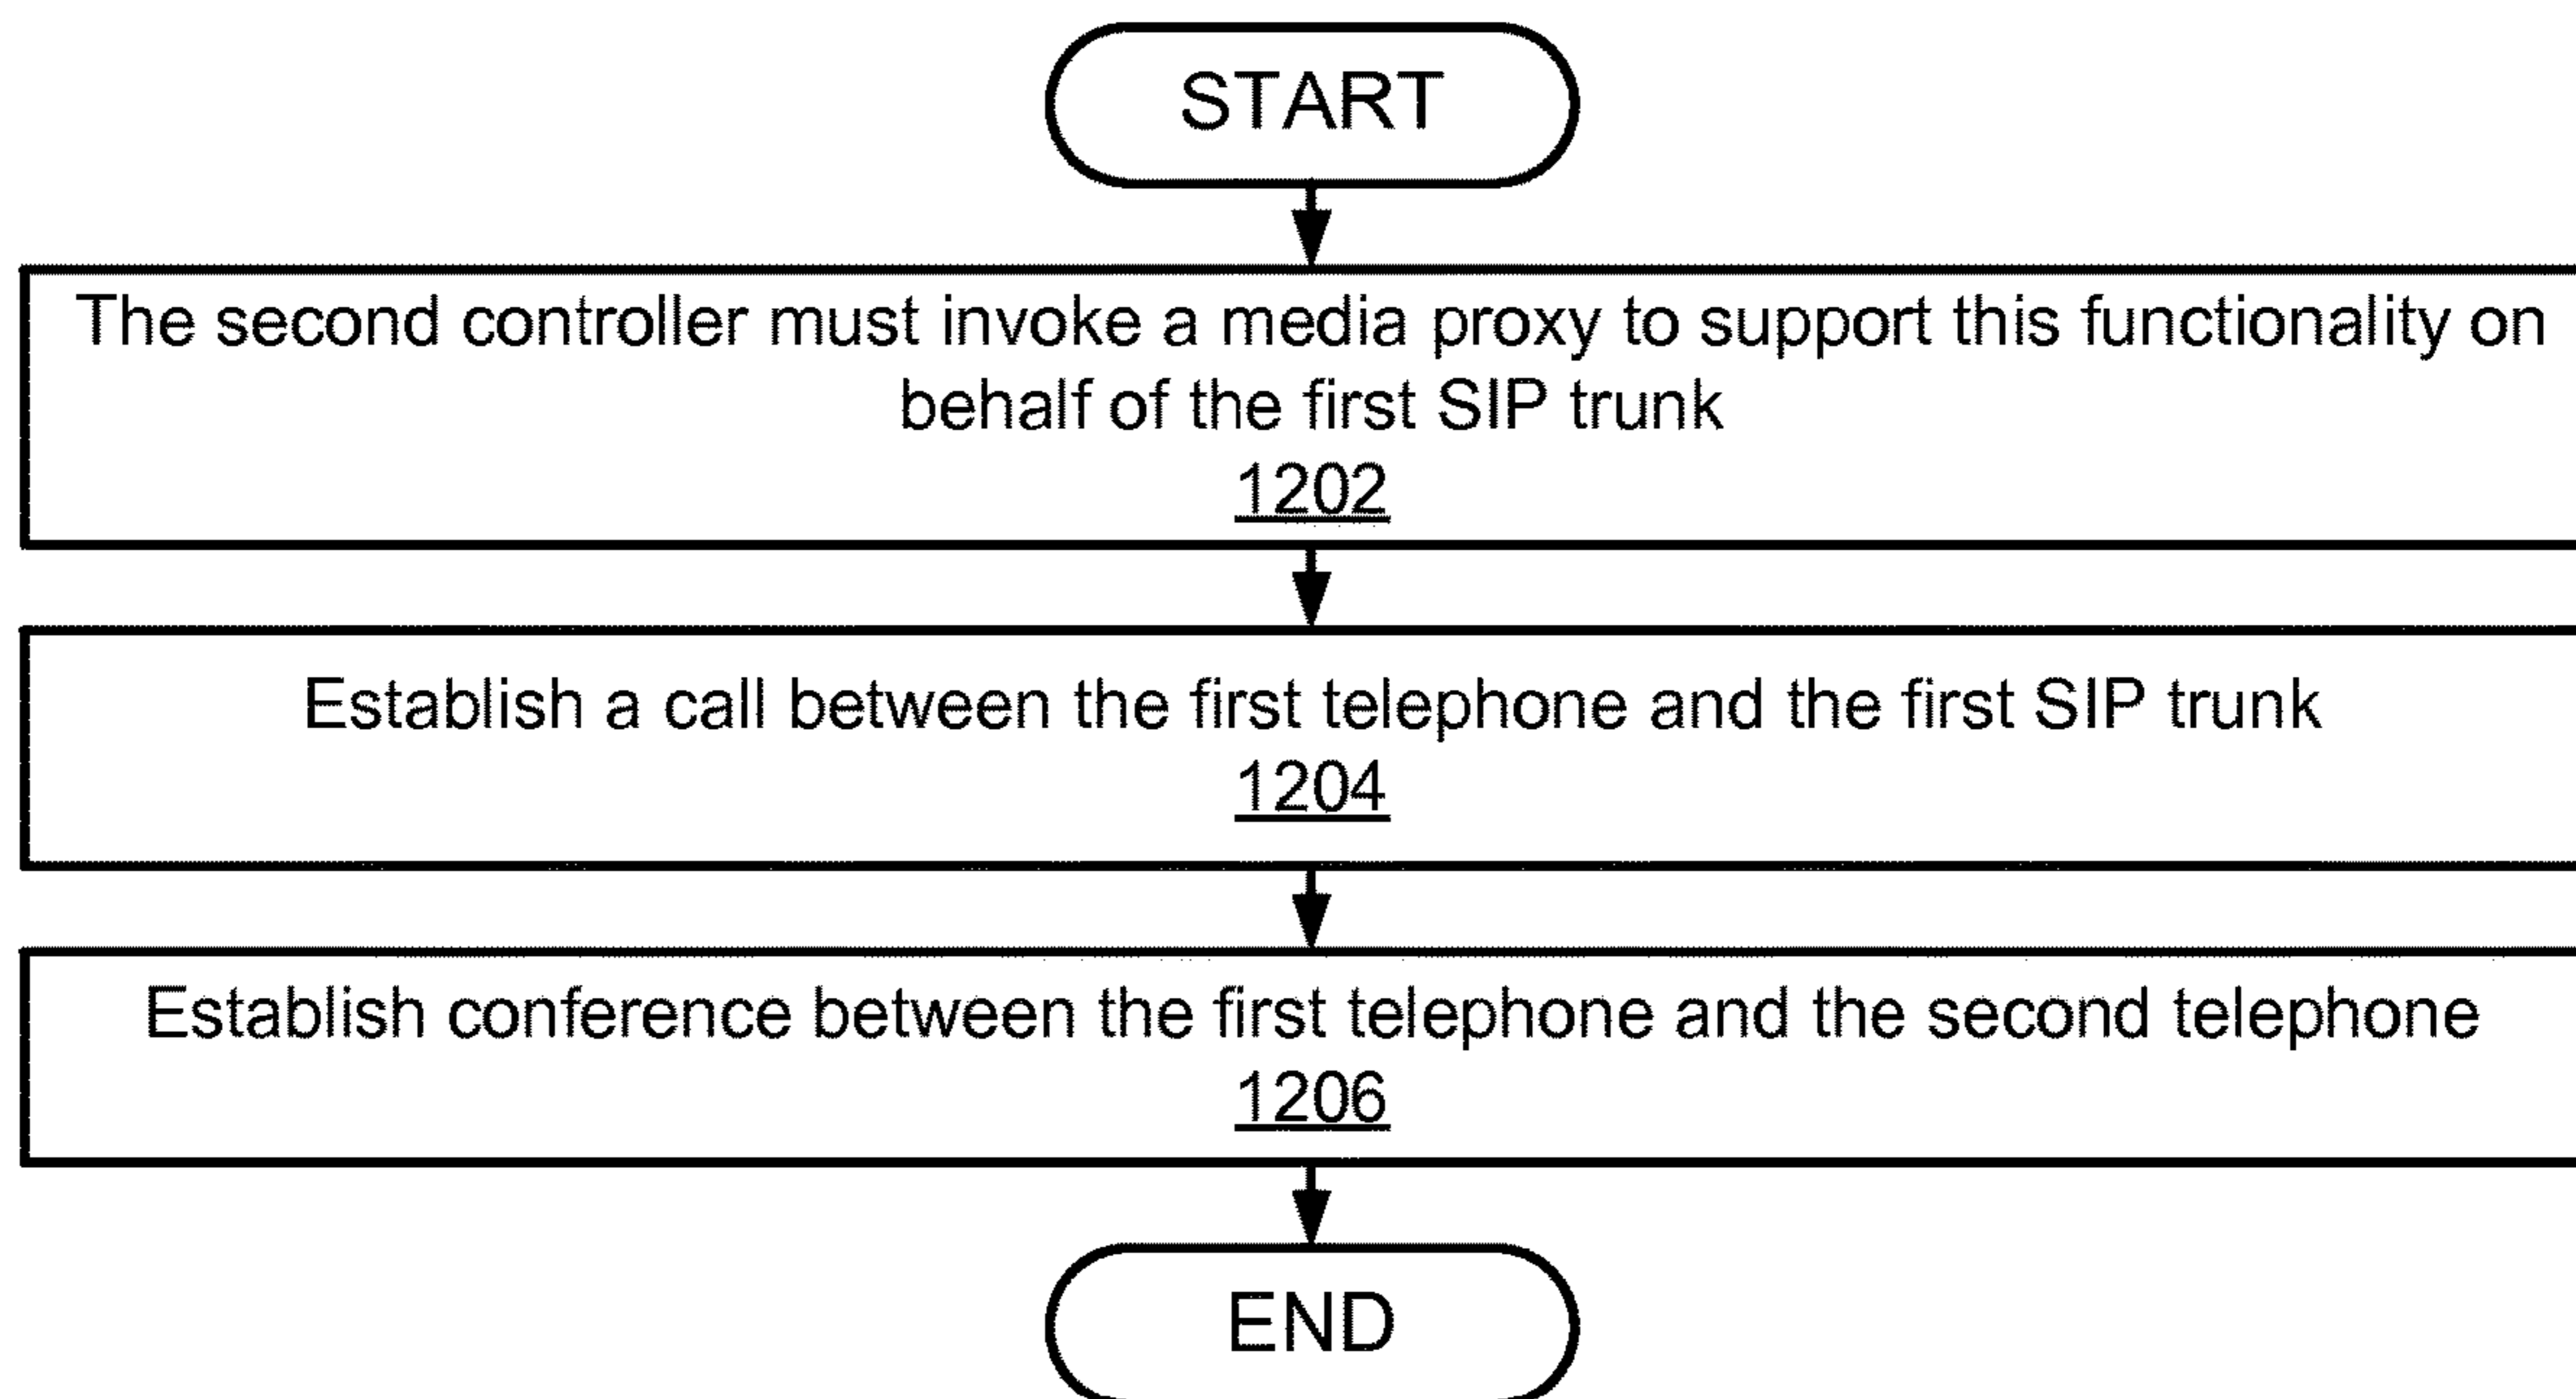 START
The second controller must invoke a media proxy to support this functionality on
behalf of the first SIP trunk
1202
Establish a call between the first telephone and the first SIP trunk
1204
Establish conference between the first telephone and the second telephone
1206
END